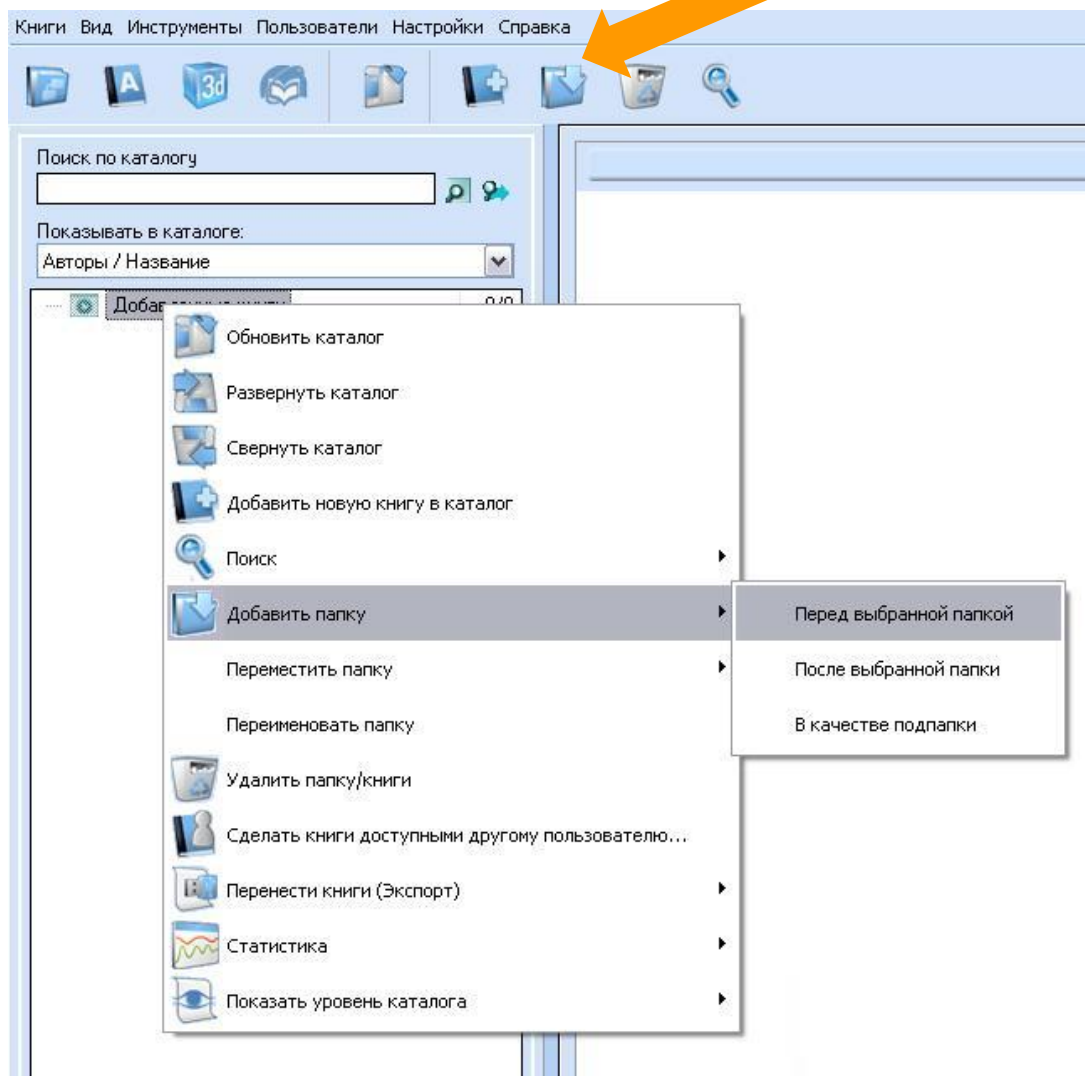 Книги Вид Инструменты Пользователи Настройки Справка
A
3d
Поиск по каталогу
Показывать в каталоге:
Авторы / Название
Обновить каталог
Развернуть каталог
Свернуть каталог
Добавить новую книгу в каталог
Поиск
Добавить папку
Перед выбранной папкой
Переместить папку
После выбранной папки
Переименовать папку
В качестве подпапки
Удалить папку/книги
Сделать книги доступными другому пользователю...
Перенести книги (Экспорт)
Статистика
Показать уровень каталога